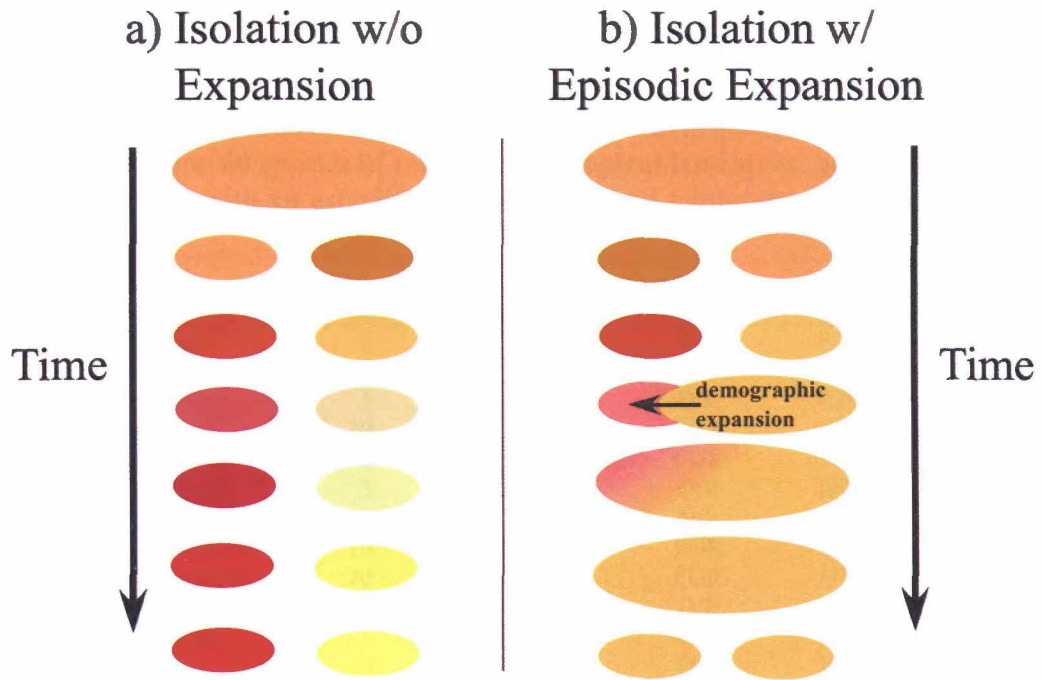 a) Isolation w/o
Expansion
b) Isolation w/
Episodic Expansion
Time
demographic
expansion
Time